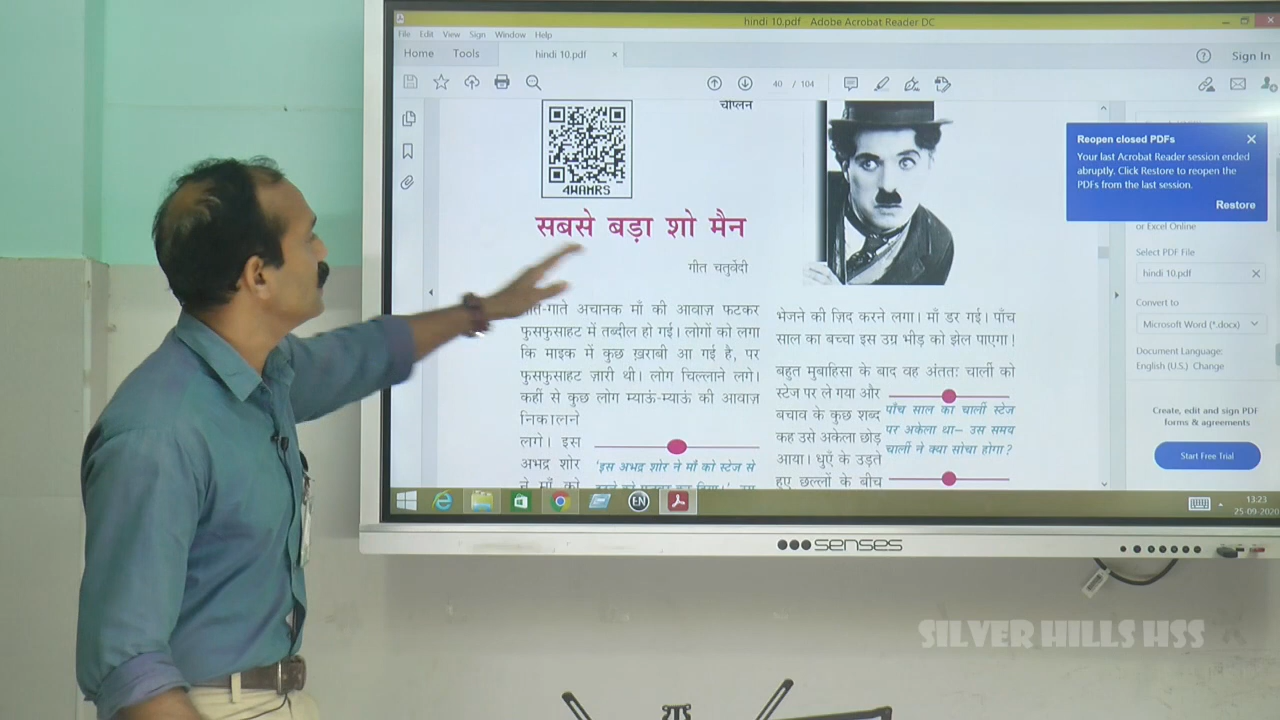 hindi 10.pdf - Adobe Acrobat Reader DC
File Edit View Sign Window Help
Home Tools hindi 10.pdf × Sign In
40 / 104
चाप्लिन
4WAHRS
सबसे बड़ा शो मैन
गीत चतुर्वेदी
-गाते अचानक माँ की आवाज़ फटकर
फुसफुसाहट में तब्दील हो गई। लोगों को लगा
कि माइक में कुछ ख़राबी आ गई है, पर
फुसफुसाहट ज़ारी थी। लोग चिल्लाने लगे।
कहीं से कुछ लोग म्याऊं-म्याऊं की आवाज़
निकालने
लगे। इस
अभद्र शोर
ने माँ को
'इस अभद्र शोर ने माँ को स्टेज से
भेजने की ज़िद करने लगा। माँ डर गई। पाँच
साल का बच्चा इस उग्र भीड़ को झेल पाएगा!
बहुत मुबाहिसा के बाद वह अंततः चार्ली को
स्टेज पर ले गया और
बचाव के कुछ शब्द
कह उसे अकेला छोड़
आया। धुएँ के उड़ते
हुए छल्लों के बीच
पाँच साल का चार्ली स्टेज
पर अकेला था– उस समय
चार्ली ने क्या सोचा होगा?
Reopen closed PDFs
Your last Acrobat Reader session ended
abruptly. Click Restore to reopen the
PDFs from the last session.
Restore
or Excel Online
Select PDF File
hindi 10.pdf ×
Convert to
Microsoft Word (*.docx)
Document Language:
English (U.S.) Change
Create, edit and sign PDF
forms & agreements
Start Free Trial
EN
13:23
25-09-2020
senses
SILVER HILLS HSS